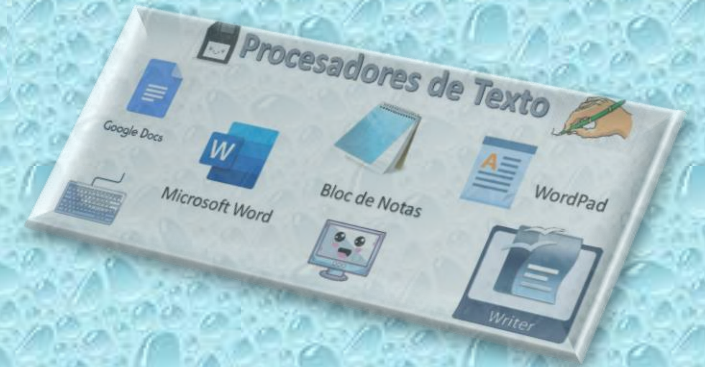 Procesadores de Texto
Google Docs
W
Microsoft Word
Bloc de Notas
A
WordPad
Writer